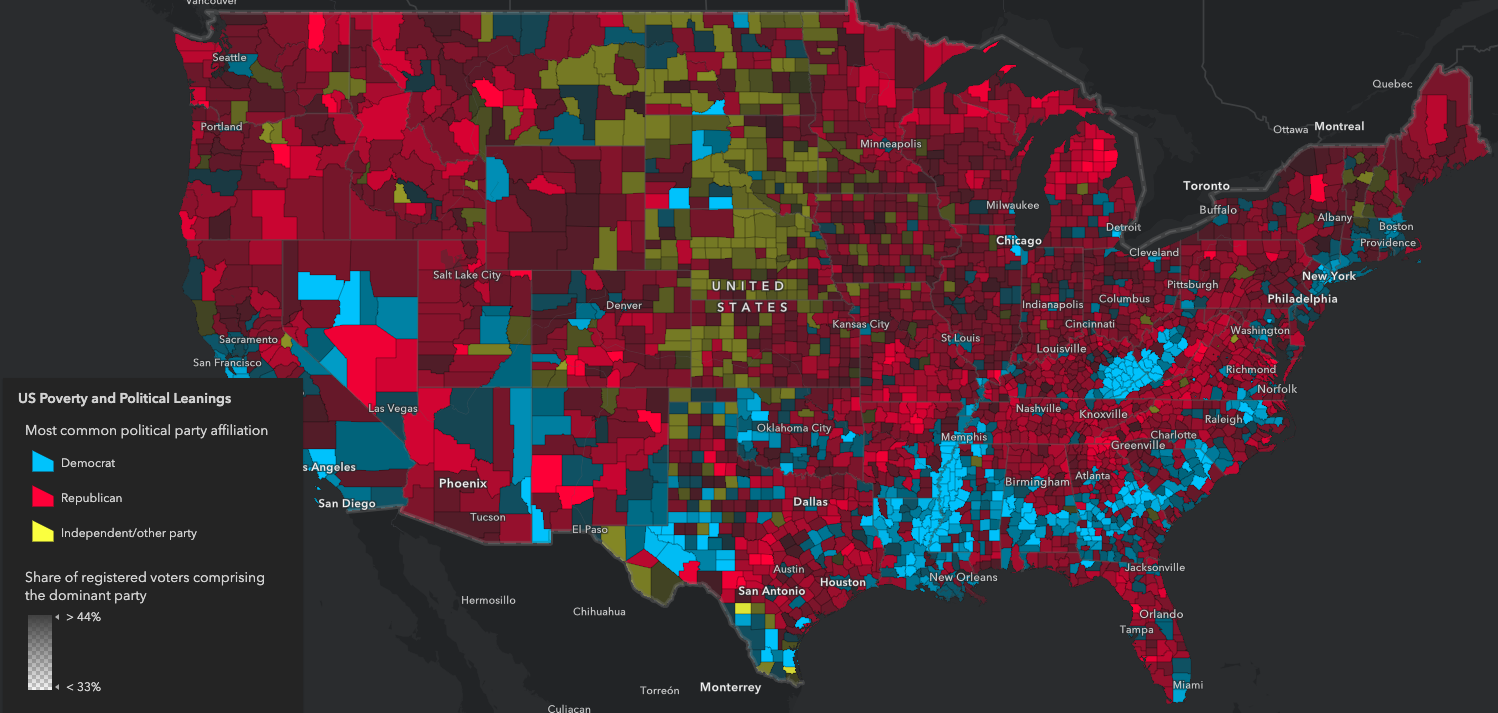 Vancouver
Seattle
Quebec
Portland
Ottawa
Montreal
Minneapolis
Toronto
Milwaukee
Buffalo
Albany
Boston
Detroit
Chicago
Providence
Cleveland
Salt Lake City
New York
UNITED
STATES
Pittsburgh
Denver
Indianapolis
Columbus
Philadelphia
Kansas City
Cincinnati
Washington
Sacramento
St Louis
Louisville
San Francisco
Richmond
Norfolk
US Poverty and Political Leanings
Most common political party affiliation
Democrat
Republican
Independent/other party
Share of registered voters comprising
the dominant party
> 44%
< 33%
Las Vegas
Nashville
Knoxville
Raleigh
Oklahoma City
Memphis
Charlotte
Greenville
s Angeles
Phoenix
Birmingham
Atlanta
San Diego
Dallas
Tucson
El Paso
Jacksonville
Austin
Houston
New Orleans
San Antonio
Hermosillo
Chihuahua
Orlando
Tampa
Torreón
Monterrey
Miami
Culiacan